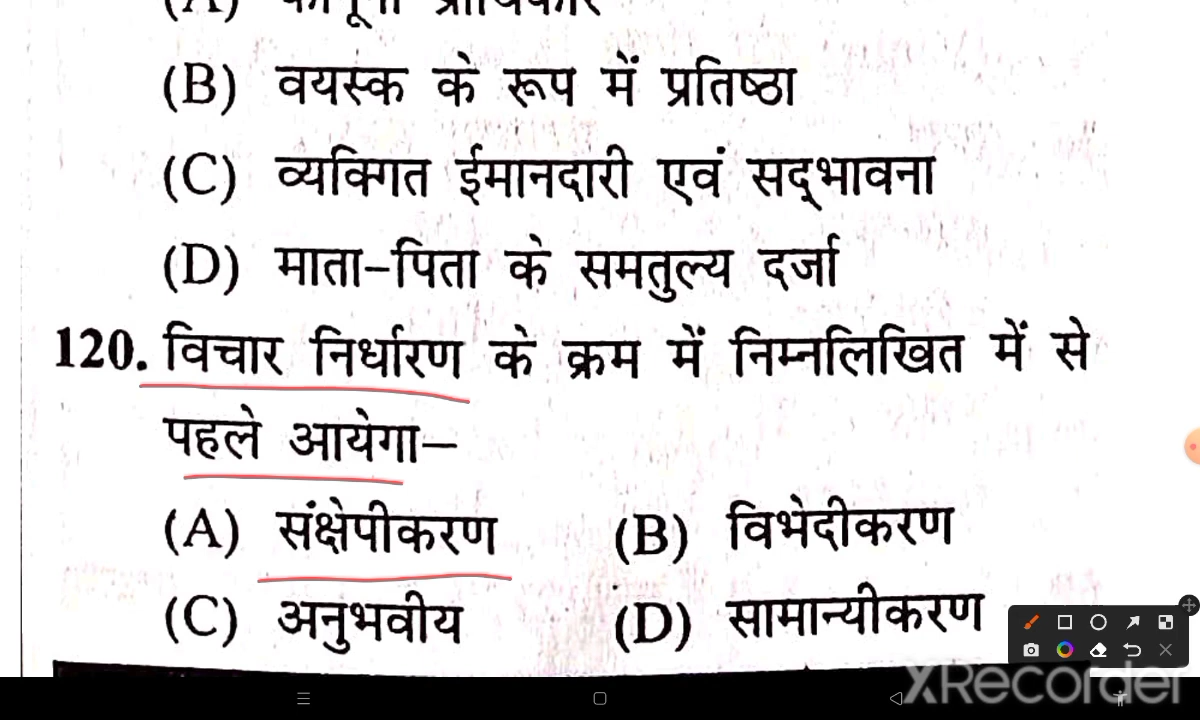 (A) कानूनी प्राधिकार
(B) वयस्क के रूप में प्रतिष्ठा
(C) व्यक्गित ईमानदारी एवं सद्भावना
(D) माता-पिता के समतुल्य दर्जा
120. विचार निर्धारण के क्रम में निम्नलिखित में से
पहले आयेगा—
(A) संक्षेपीकरण (B) विभेदीकरण
(C) अनुभवीय (D) सामान्यीकरण
XRecorder